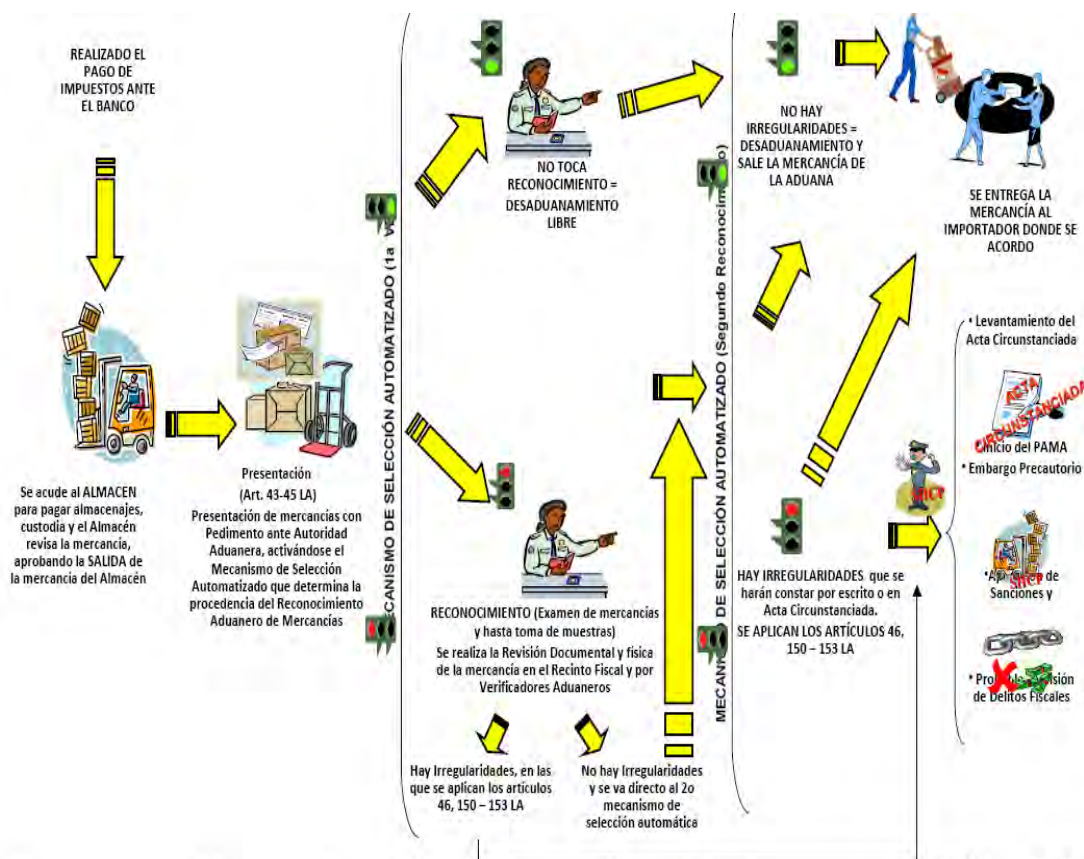 REALIZADO EL
PAGO DE
IMPUESTOS ANTE
EL BANCO
Se acude al ALMACEN
para pagar almacenajes,
custodia y el Almacén
revisa la mercancia,
aprobando la SALIDA de
la mercancia del Almacén
Presentación
(Art. 43-45 LA)
Presentación de mercancías con
Pedimento ante Autoridad
Aduanera, activándose el
Mecanismo de Selección
Automatizado que determina la
procedencia del Reconocimiento
Aduanero de Mercancías
MECANISMO DE SELECCIÓN AUTOMATIZADO (1a
NO TOCA
RECONOCIMIENTO =
DESADUANAMIENTO
LIBRE
RECONOCIMIENTO (Examen de mercancías
y hasta toma de muestras)
Se realiza la Revisión Documental y física
de la mercancía en el Recinto Fiscal y por
Verificadores Aduaneros
Hay Irregularidades, en las
que se aplican los artículos
46, 150 – 153 LA
No hay Irregularidades
y se va directo al 2o
mecanismo de
selección automática
DE SELECCIÓN AUTOMATIZADO (Segundo
NO HAY
IRREGULARIDADES =
DESADUANAMIENTO Y
SALE LA MERCANCÍA DE
LA ADUANA
SE ENTREGA LA
MERCANCÍA AL
IMPORTADOR DONDE SE
ACORDO
HAY IRREGULARIDADES que se
harán constar por escrito o en
Acta Circunstanciada.
SE APLICAN LOS ARTÍCULOS 46,
150 – 153 LA
SHCP
• Levantamiento del
Acta Circunstanciada
ACTA
CIRCUNSTANCIADA
Inicio del PAMA
• Embargo Precautorio
SHCP
de
Sanciones y
de Delitos Fiscales